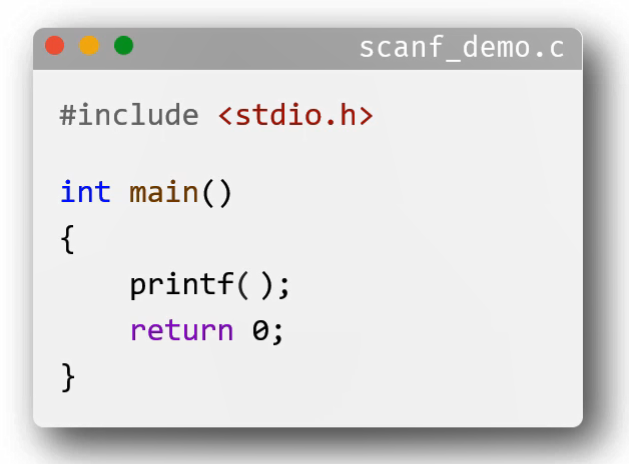 scanf_demo.c
#include <stdio.h>
int main()
{
    printf( );
    return 0;
}